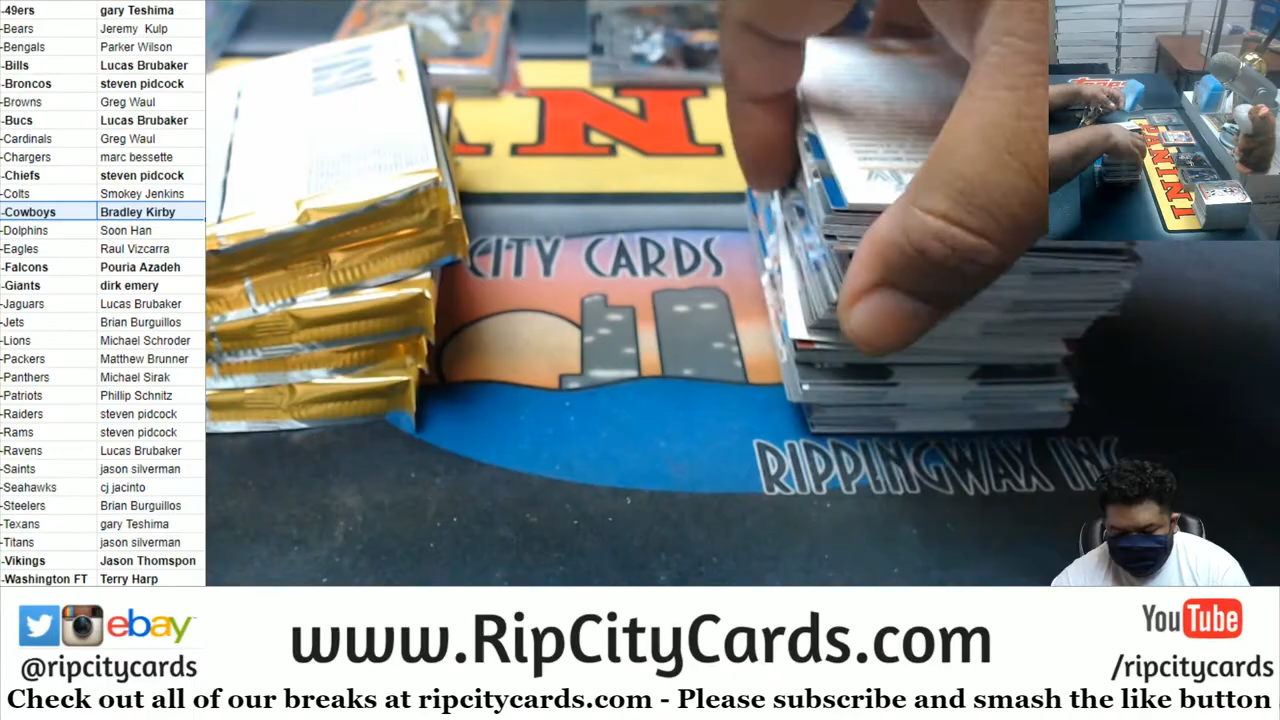 -49ers gary Teshima
-Bears Jeremy Kulp
-Bengals Parker Wilson
-Bills Lucas Brubaker
-Broncos steven pidcock
-Browns Greg Waul
-Bucs Lucas Brubaker
-Cardinals Greg Waul
-Chargers marc bessette
-Chiefs steven pidcock
-Colts Smokey Jenkins
-Cowboys Bradley Kirby
-Dolphins Soon Han
-Eagles Raul Vizcarra
-Falcons Pouria Azadeh
-Giants dirk emery
-Jaguars Lucas Brubaker
-Jets Brian Burguillos
-Lions Michael Schroder
-Packers Matthew Brunner
-Panthers Michael Sirak
-Patriots Phillip Schnitz
-Raiders steven pidcock
-Rams steven pidcock
-Ravens Lucas Brubaker
-Saints jason silverman
-Seahawks cj jacinto
-Steelers Brian Burguillos
-Texans gary Teshima
-Titans jason silverman
-Vikings Jason Thomspon
-Washington FT Terry Harp
CITY CARDS
RIPPINGWAX INC
PANINI
ebay
@ripcitycards
www.RipCityCards.com
YouTube
/ripcitycards
Check out all of our breaks at ripcitycards.com - Please subscribe and smash the like button